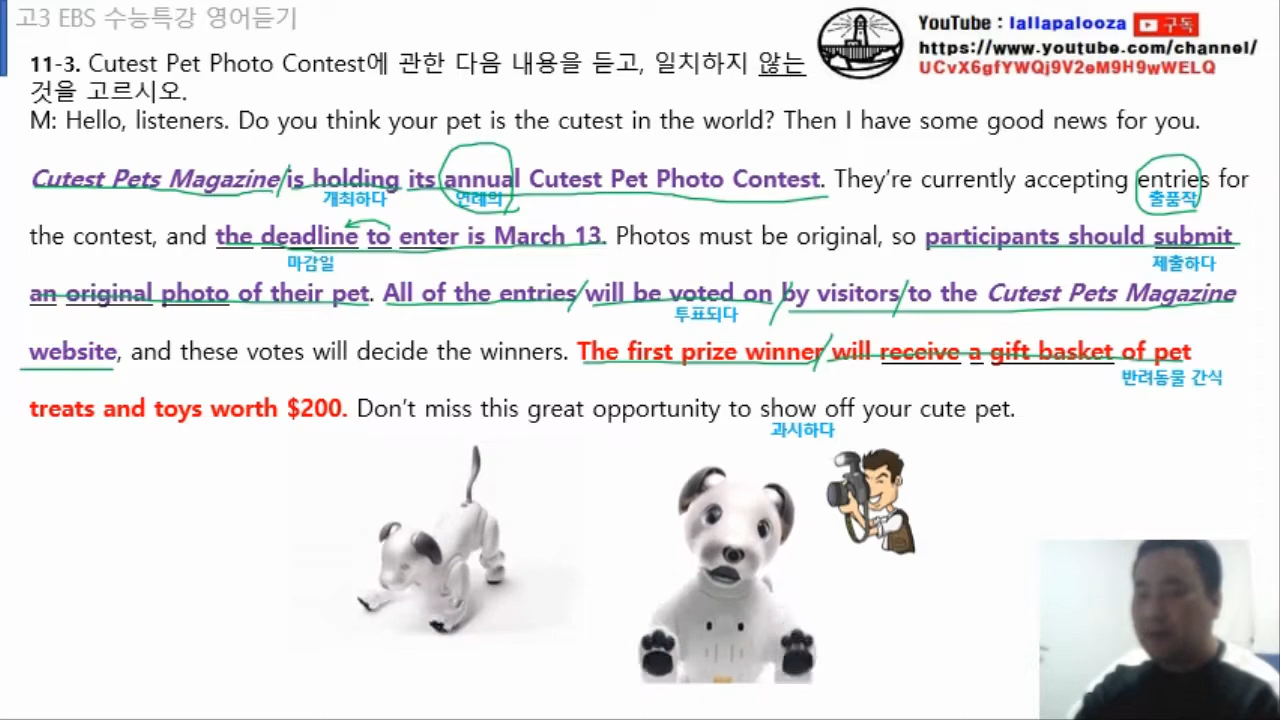 고3 EBS 수능특강 영어듣기
YouTube : lallapalooza 구독
https://www.youtube.com/channel/
UCvX6gfYWQj9V2eM9H9wWELQ
11-3. Cutest Pet Photo Contest에 관한 다음 내용을 듣고, 일치하지 않는
것을 고르시오.
M: Hello, listeners. Do you think your pet is the cutest in the world? Then I have some good news for you.
Cutest Pets Magazine is holding its annual Cutest Pet Photo Contest. They’re currently accepting entries for
개최하다 연례의 출품작
the contest, and the deadline to enter is March 13. Photos must be original, so participants should submit
마감일 제출하다
an original photo of their pet. All of the entries will be voted on by visitors to the Cutest Pets Magazine
투표되다
website, and these votes will decide the winners. The first prize winner will receive a gift basket of pet
반려동물 간식
treats and toys worth $200. Don’t miss this great opportunity to show off your cute pet.
과시하다